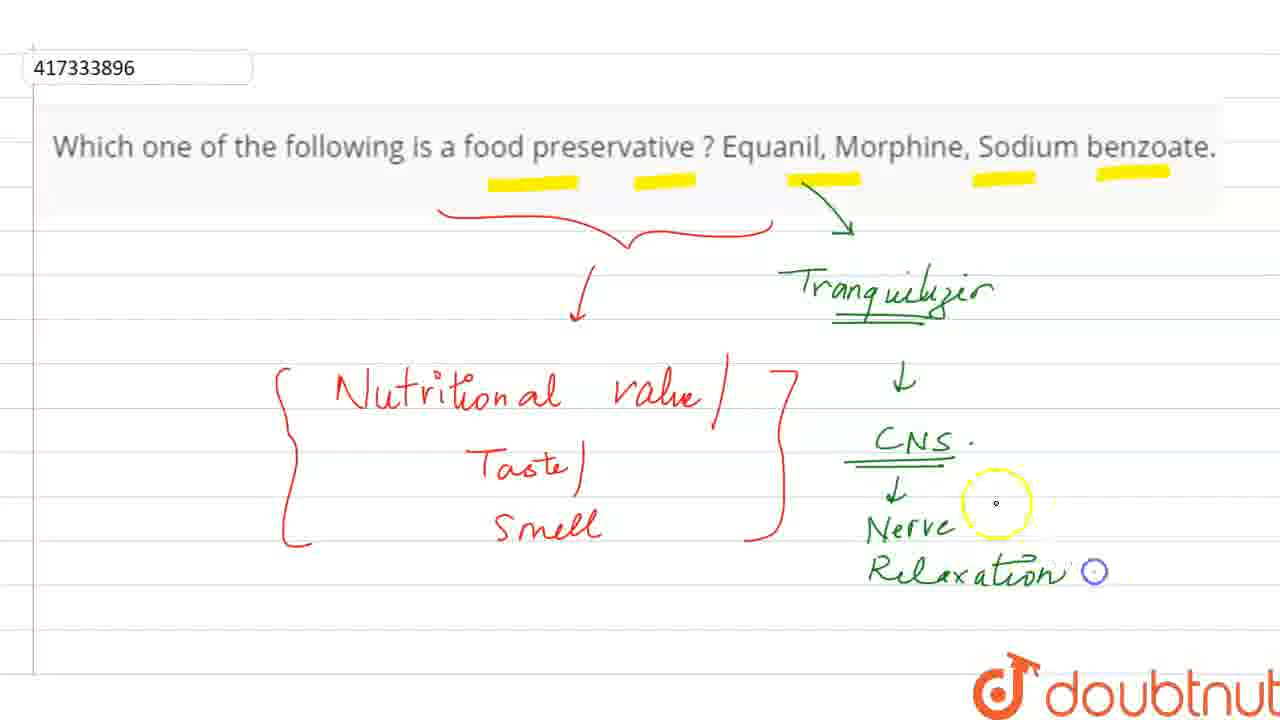 417333896
Which one of the following is a food preservative ? Equanil, Morphine, Sodium benzoate.
Tranquilizer
Nutritional value/
Taste/
Smell
CNS.
Nerve
Relaxation
doubtnut